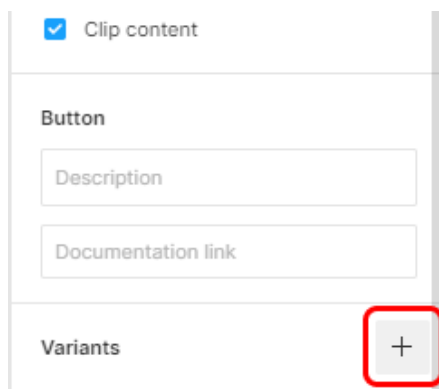 Clip content
Button
Description
Documentation link
Variants